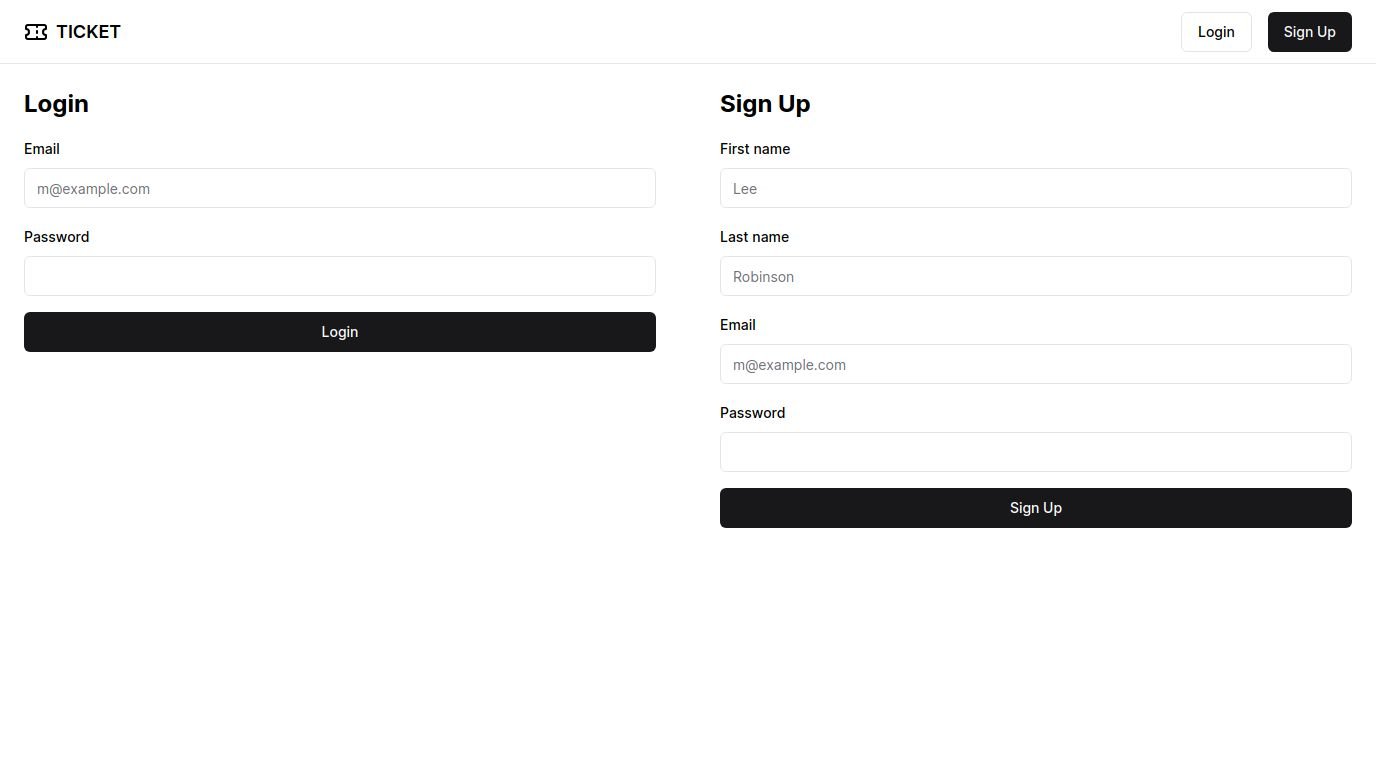 TICKET
Login
Sign Up
Login
Email
m@example.com
Password
Login
Sign Up
First name
Lee
Last name
Robinson
Email
m@example.com
Password
Sign Up